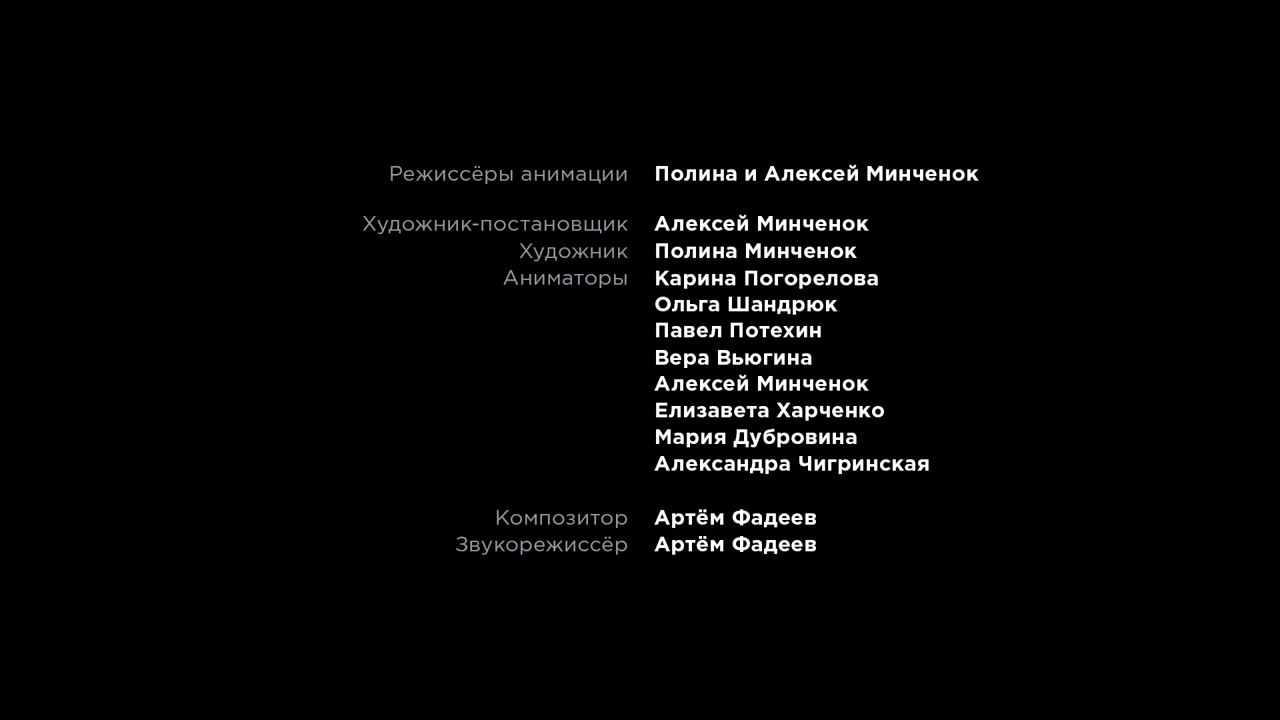 Режиссёры анимации Полина и Алексей Минченок
Художник-постановщик Алексей Минченок
Художник Полина Минченок
Аниматоры Карина Погорелова
Ольга Шандрюк
Павел Потехин
Вера Вьюгина
Алексей Минченок
Елизавета Харченко
Мария Дубровина
Александра Чигринская
Композитор Артём Фадеев
Звукорежиссёр Артём Фадеев